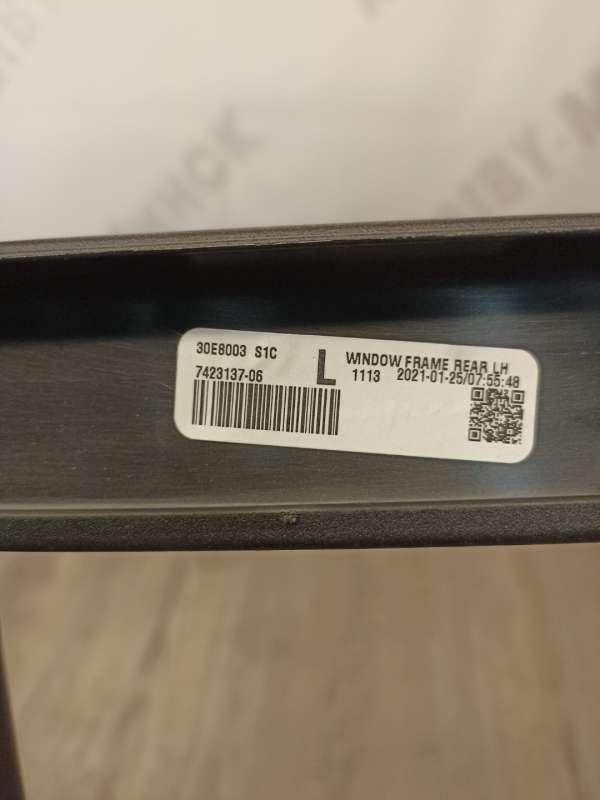 30E8003 S1C
L
WINDOW FRAME REAR LH
7423137-06
1113 2021-01-25/07:55:48